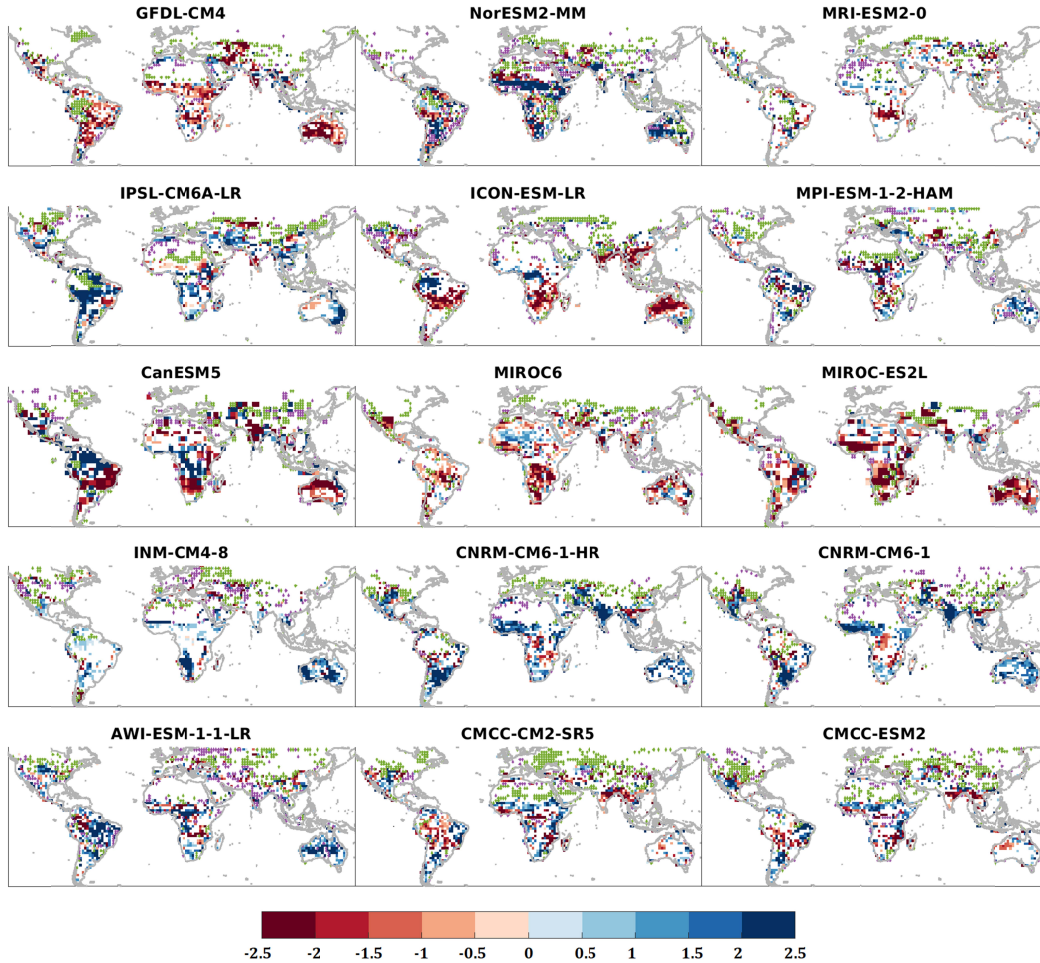 GFDL-CM4 NorESM2-MM MRI-ESM2-0
IPSL-CM6A-LR ICON-ESM-LR MPI-ESM-1-2-HAM
CanESM5 MIROC6 MIROC-ES2L
INM-CM4-8 CNRM-CM6-1-HR CNRM-CM6-1
AWI-ESM-1-1-LR CMCC-CM2-SR5 CMCC-ESM2
-2.5 -2 -1.5 -1 -0.5 0 0.5 1 1.5 2 2.5